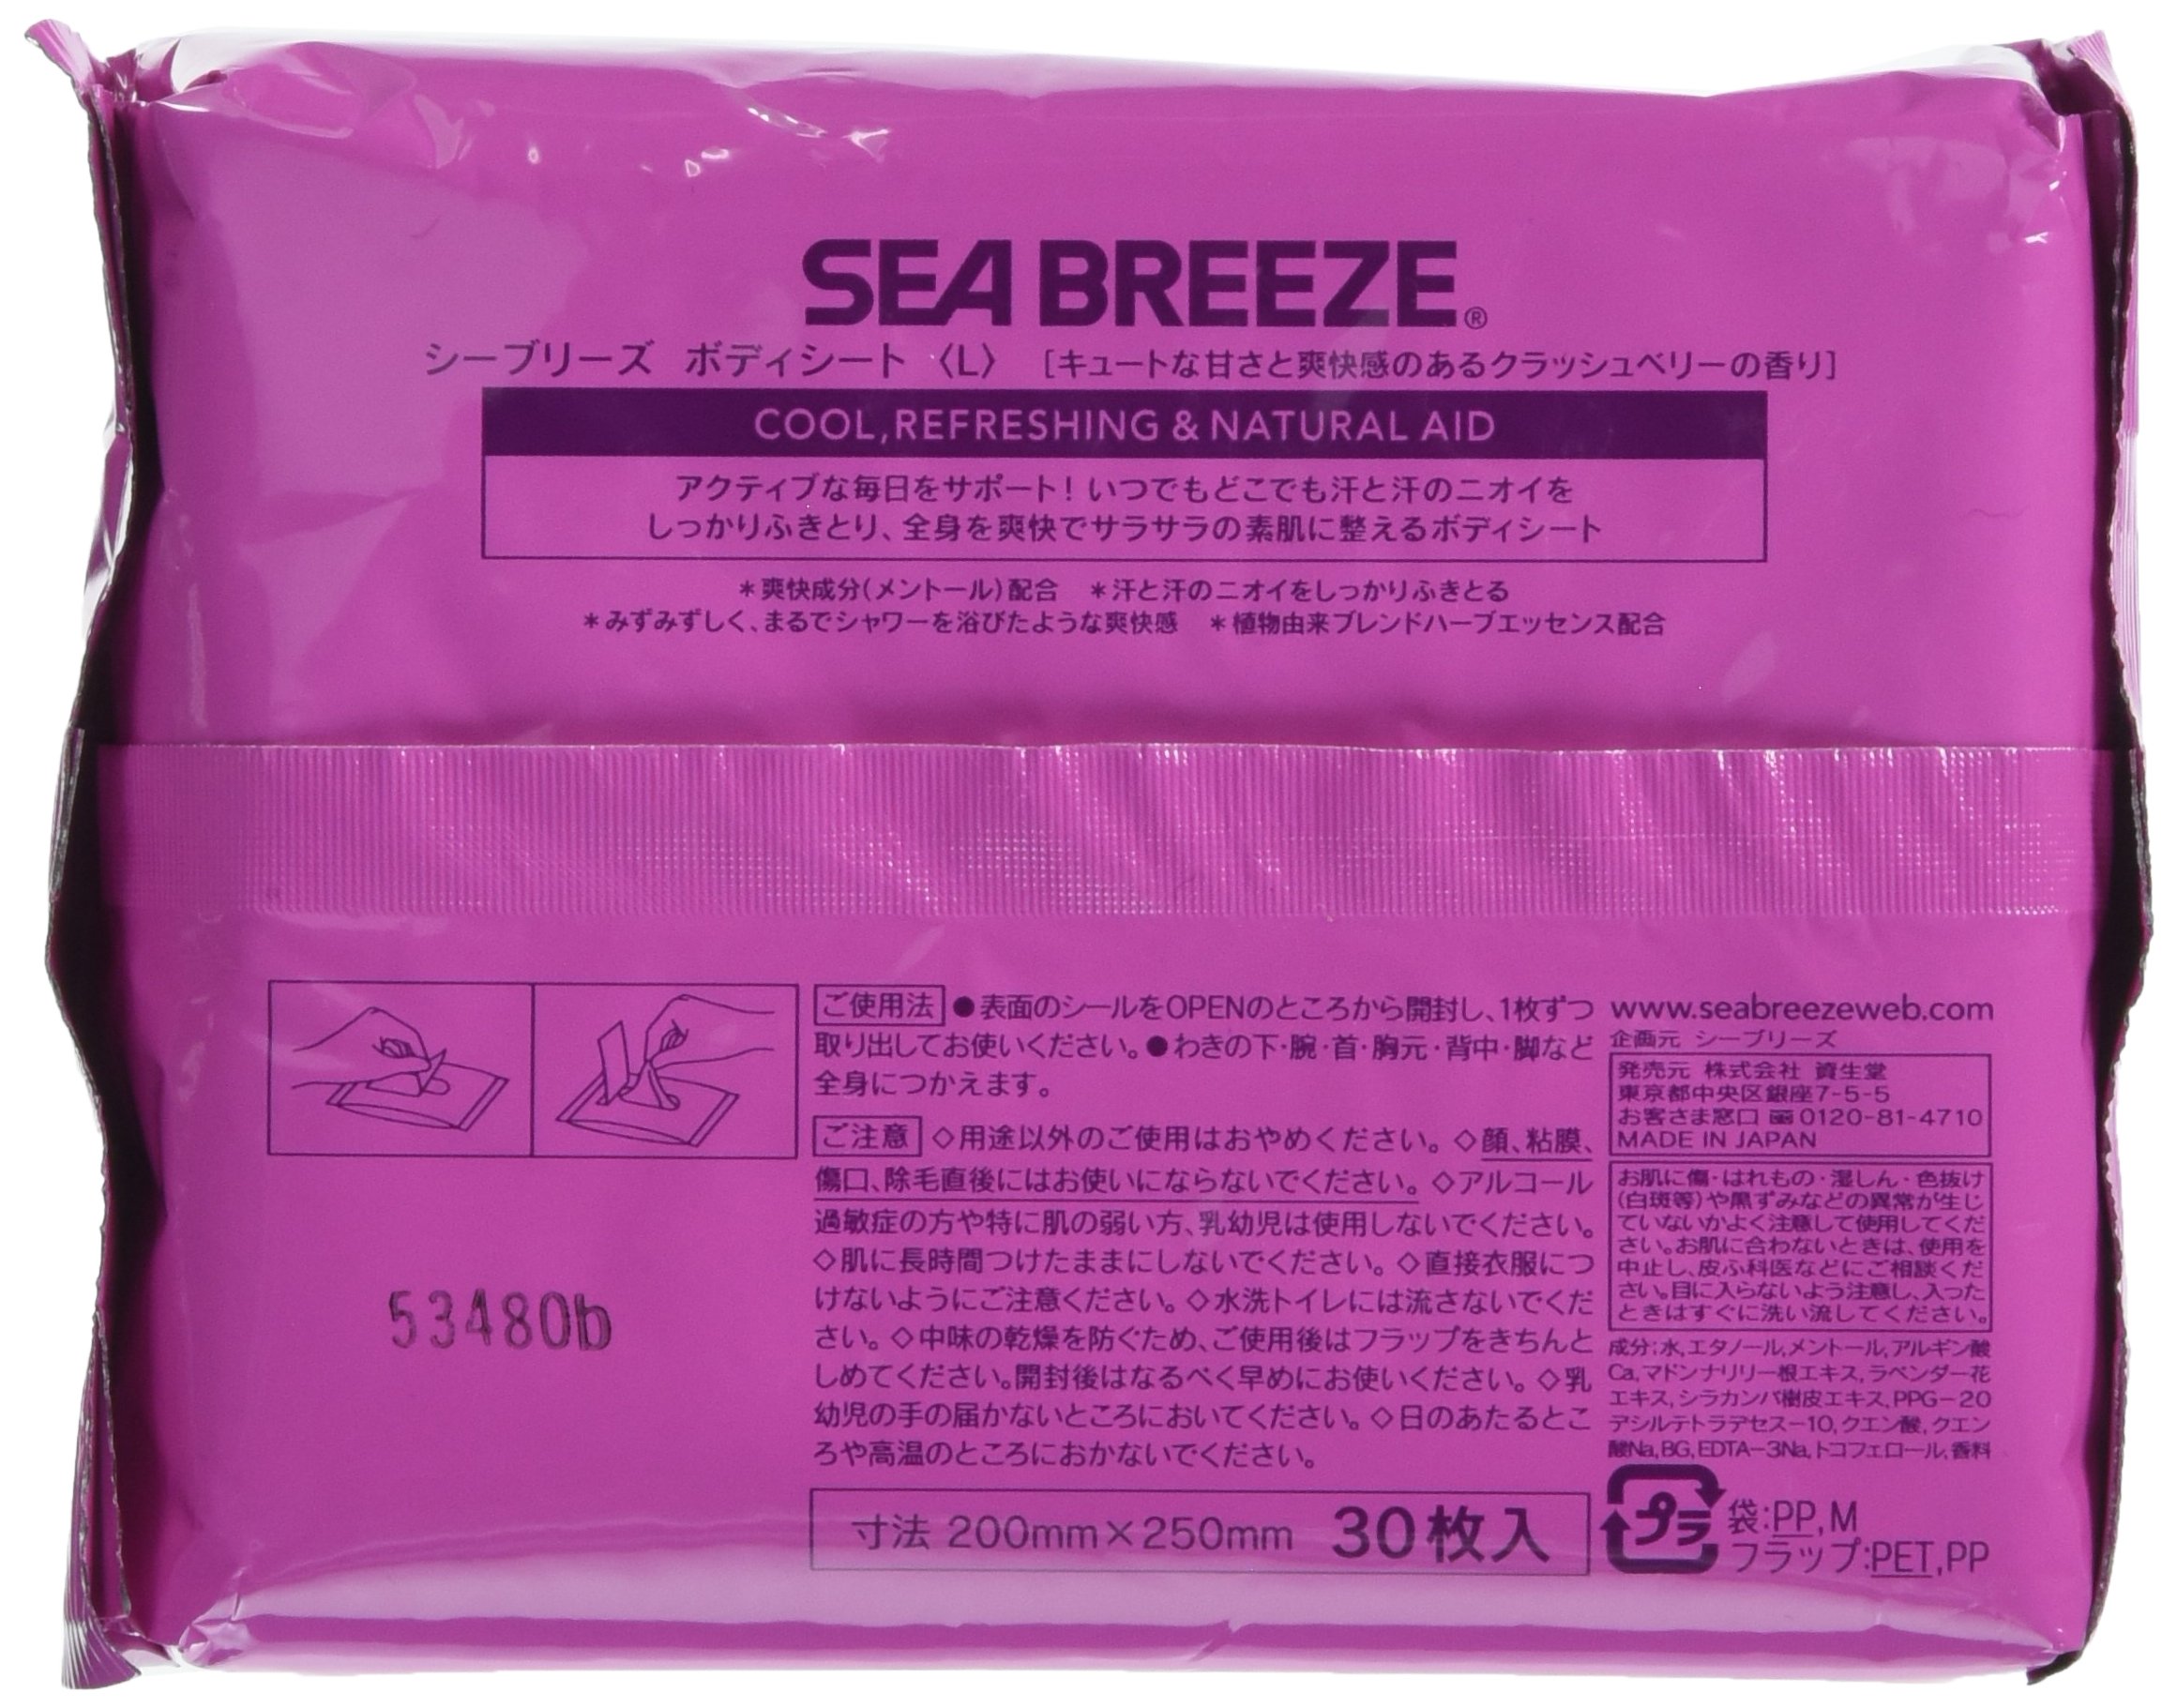 SEA BREEZE®
シーブリーズ ボディシート 〈L〉 [キュートな甘さと爽快感のあるクラッシュベリーの香り]
COOL,REFRESHING & NATURAL AID
アクティブな毎日をサポート！いつでもどこでも汗と汗のニオイを
しっかりふきとり、全身を爽快でサラサラの素肌に整えるボディシート
＊爽快成分（メントール）配合 ＊汗と汗のニオイをしっかりふきとる
＊みずみずしく、まるでシャワーを浴びたような爽快感 ＊植物由来ブレンドハーブエッセンス配合
ご使用法 ●表面のシールをOPENのところから開封し、1枚ずつ
取り出してお使いください。●わきの下・腕・首・胸元・背中・脚など
全身につかえます。
ご注意 ◇用途以外のご使用はおやめください。◇顔、粘膜、
傷口、除毛直後にはお使いにならないでください。◇アルコール
過敏症の方や特に肌の弱い方、乳幼児は使用しないでください。
◇肌に長時間つけたままにしないでください。◇直接衣服につ
けないようにご注意ください。◇水洗トイレには流さないでくだ
さい。◇中味の乾燥を防ぐため、ご使用後はフラップをきちんと
しめてください。開封後はなるべく早めにお使いください。◇乳
幼児の手の届かないところにおいてください。◇日のあたるとこ
ろや高温のところにおかないでください。
寸法 200mm×250mm 30枚入
www.seabreezeweb.com
企画元 シーブリーズ
発売元 株式会社 資生堂
東京都中央区銀座7-5-5
お客さま窓口 0120-81-4710
MADE IN JAPAN
お肌に傷・はれもの・湿しん・色抜け
（白斑等）や黒ずみなどの異常が生じ
ていないかよく注意して使用してくだ
さい。お肌に合わないときは、使用を
中止し、皮ふ科医などにご相談くだ
さい。目に入らないよう注意し、入った
ときはすぐに洗い流してください。
成分：水,エタノール,メントール,アルギン酸
Ca,マドンナリリー根エキス,ラベンダー花
エキス,シラカンバ樹皮エキス,PPG-20
デシルテトラデセス-10,クエン酸,クエン
酸Na,BG,EDTA-3Na,トコフェロール,香料
プラ 袋:PP,M
フラップ:PET,PP
53480b